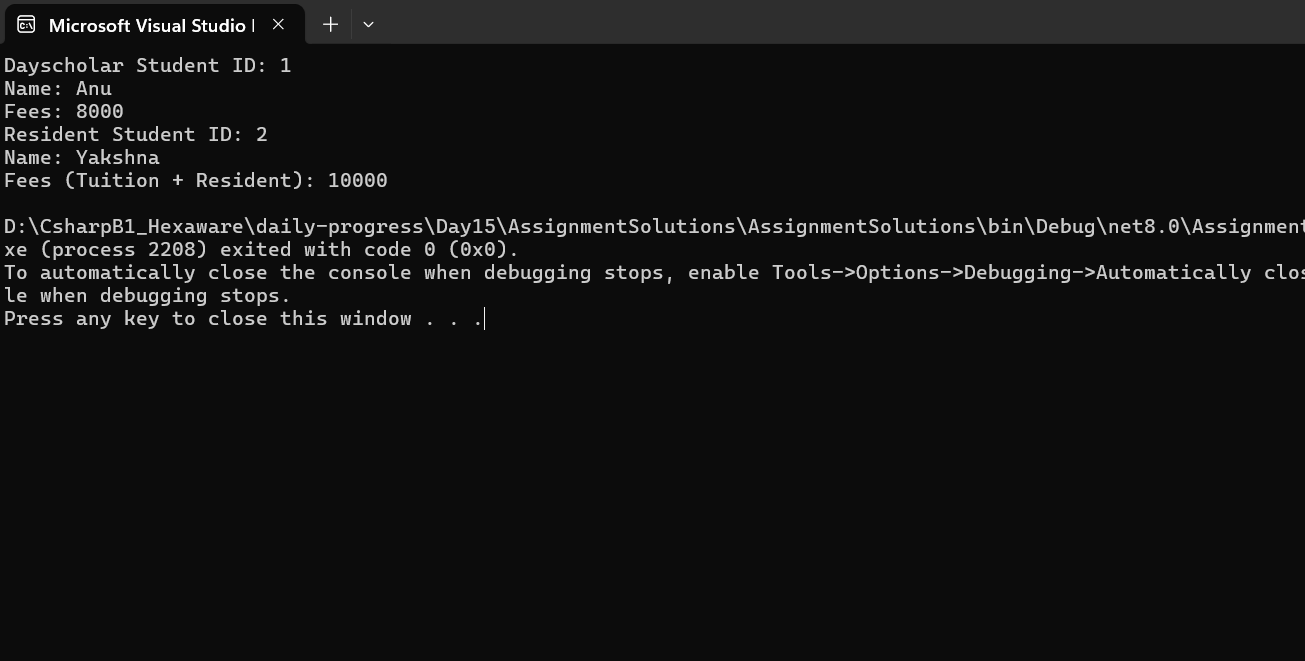 Microsoft Visual Studio
Dayscholar Student ID: 1
Name: Anu
Fees: 8000
Resident Student ID: 2
Name: Yakshna
Fees (Tuition + Resident): 10000
D:\CsharpB1_Hexaware\daily-progress\Day15\AssignmentSolutions\AssignmentSolutions\bin\Debug\net8.0\Assignment
xe (process 2208) exited with code 0 (0x0).
To automatically close the console when debugging stops, enable Tools->Options->Debugging->Automatically clos
le when debugging stops.
Press any key to close this window . . .